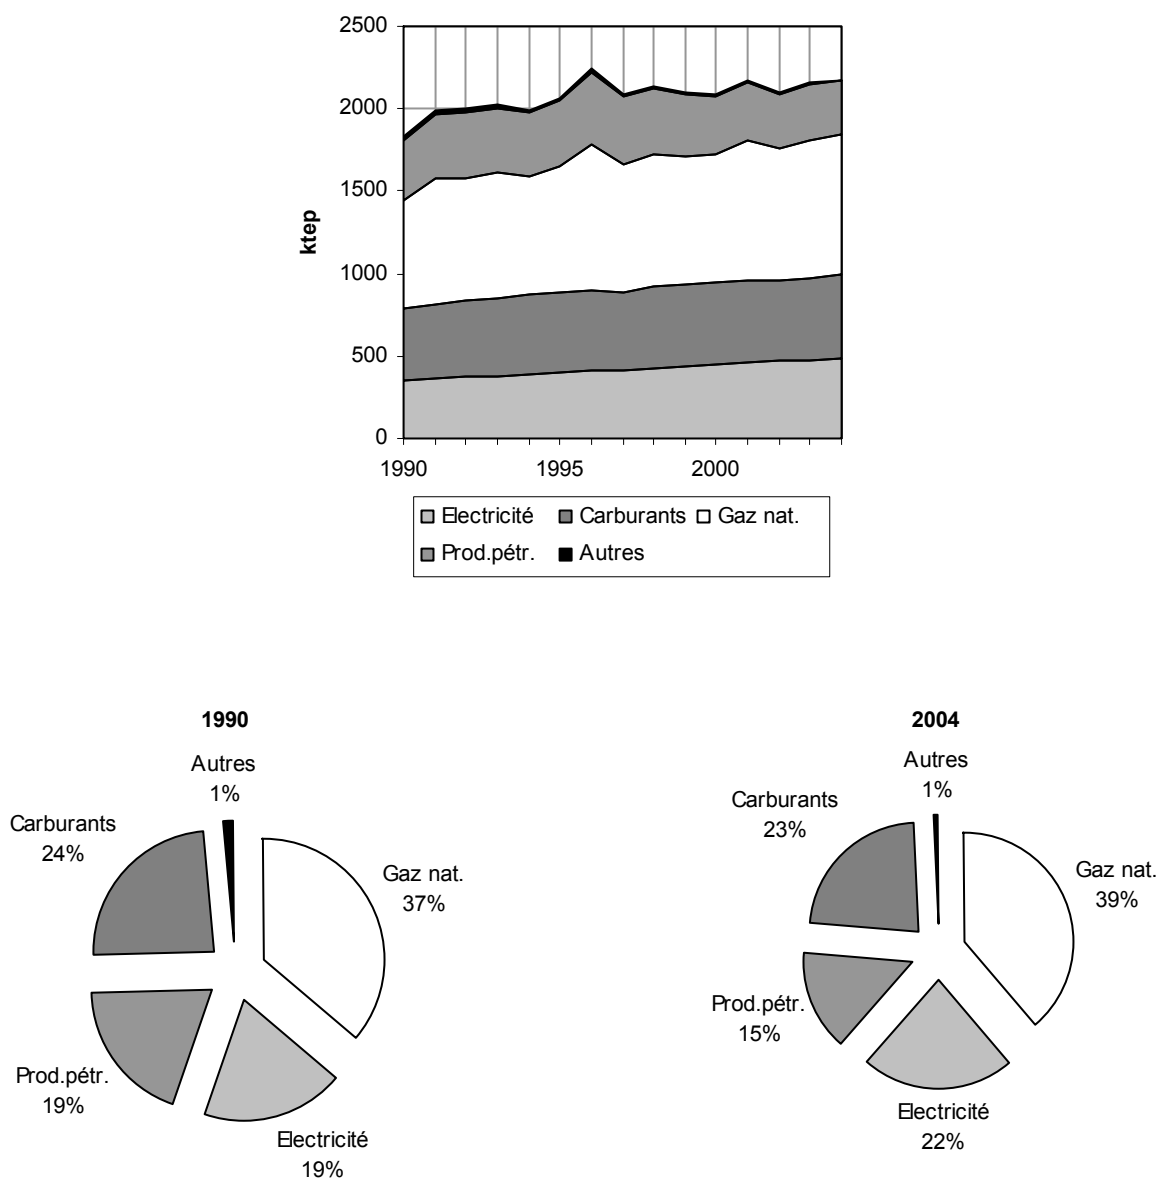 2500
2000
1500
1000
500
0
ktep
1990 1995 2000
Electricité Carburants Gaz nat.
Prod.pétr. Autres
1990
Autres
1%
Carburants
24%
Gaz nat.
37%
Prod.pétr.
19%
Electricité
19%
2004
Autres
1%
Carburants
23%
Gaz nat.
39%
Prod.pétr.
15%
Electricité
22%